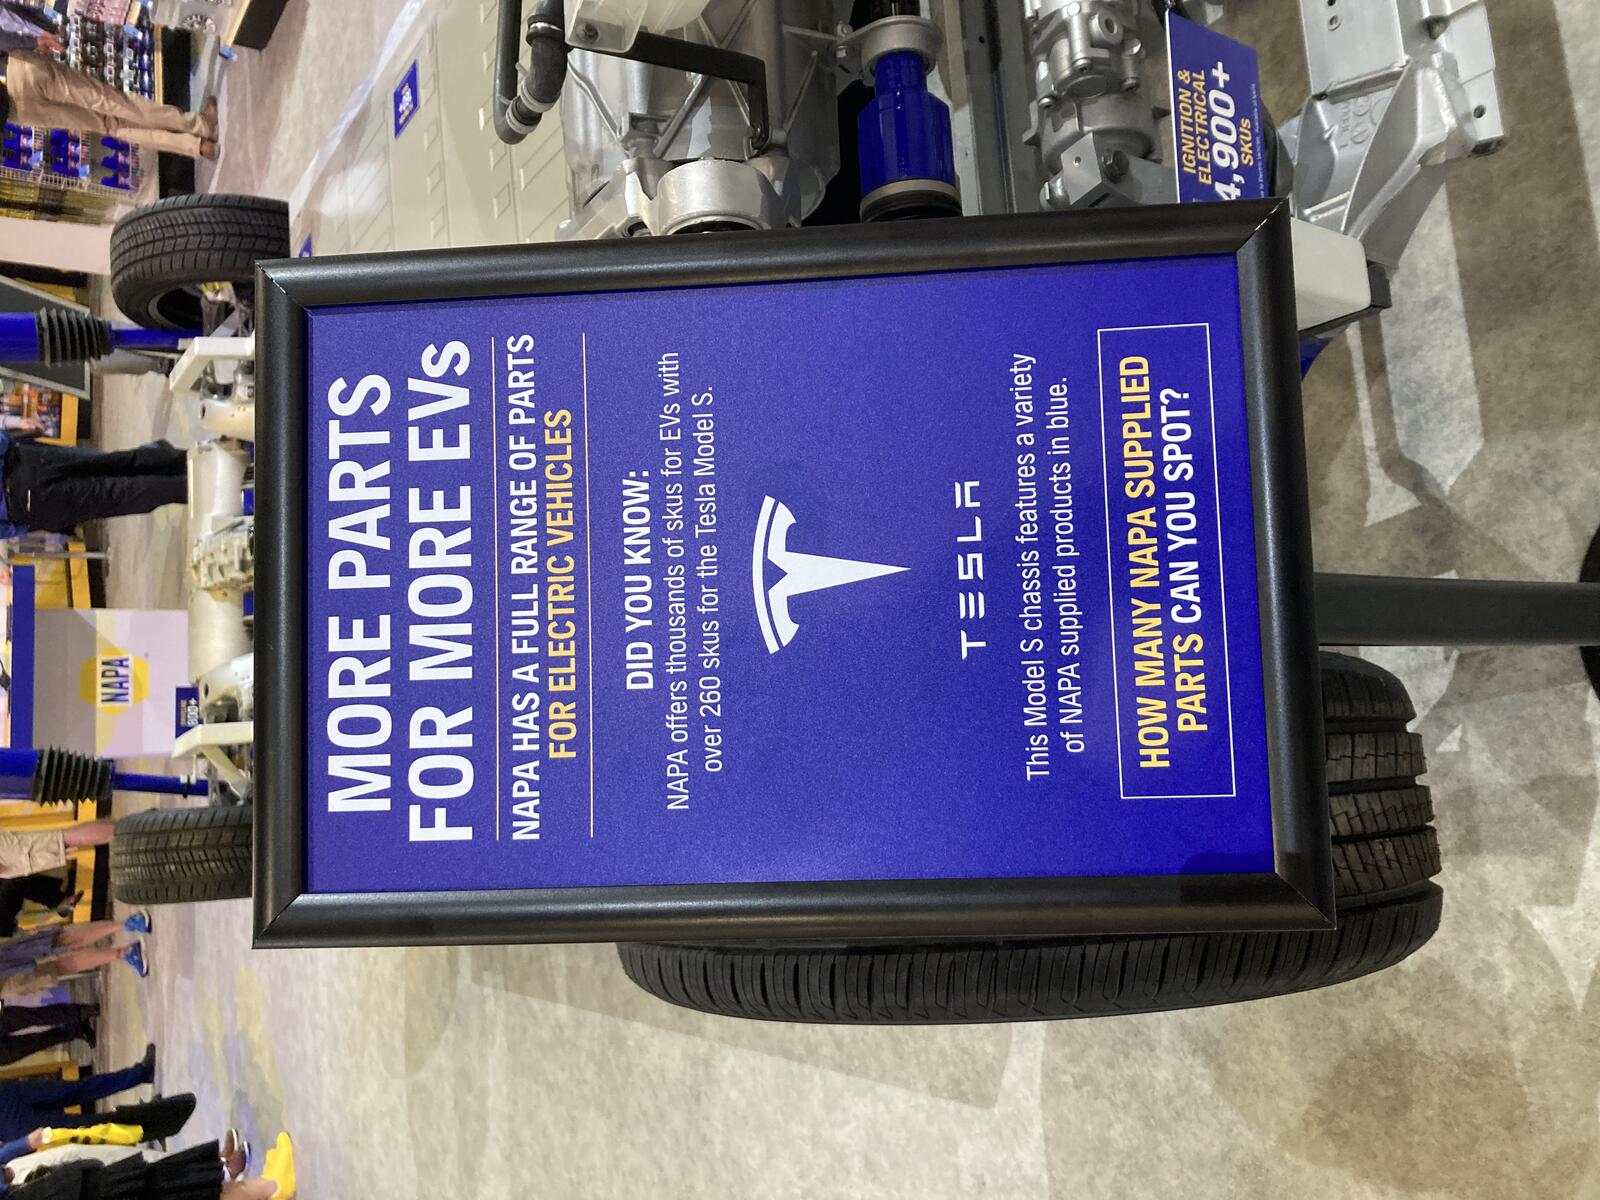 MORE PARTS
FOR MORE EVs
NAPA HAS A FULL RANGE OF PARTS
FOR ELECTRIC VEHICLES
DID YOU KNOW:
NAPA offers thousands of skus for EVs with
over 260 skus for the Tesla Model S.
TESLA
This Model S chassis features a variety
of NAPA supplied products in blue.
HOW MANY NAPA SUPPLIED
PARTS CAN YOU SPOT?
IGNITION &
ELECTRICAL
4,900+
SKUs
NAPA
800+